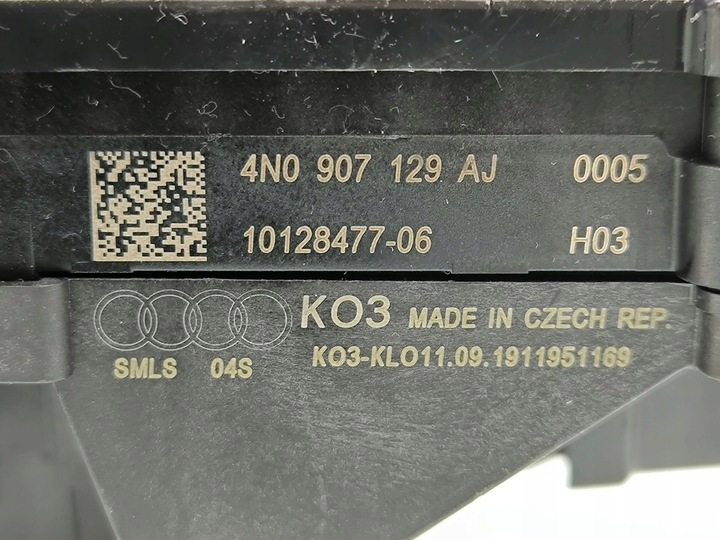 4N0 907 129 AJ 0005
10128477-06 H03
KO3 MADE IN CZECH REP.
SMLS 04S KO3-KLO11.09.1911951169